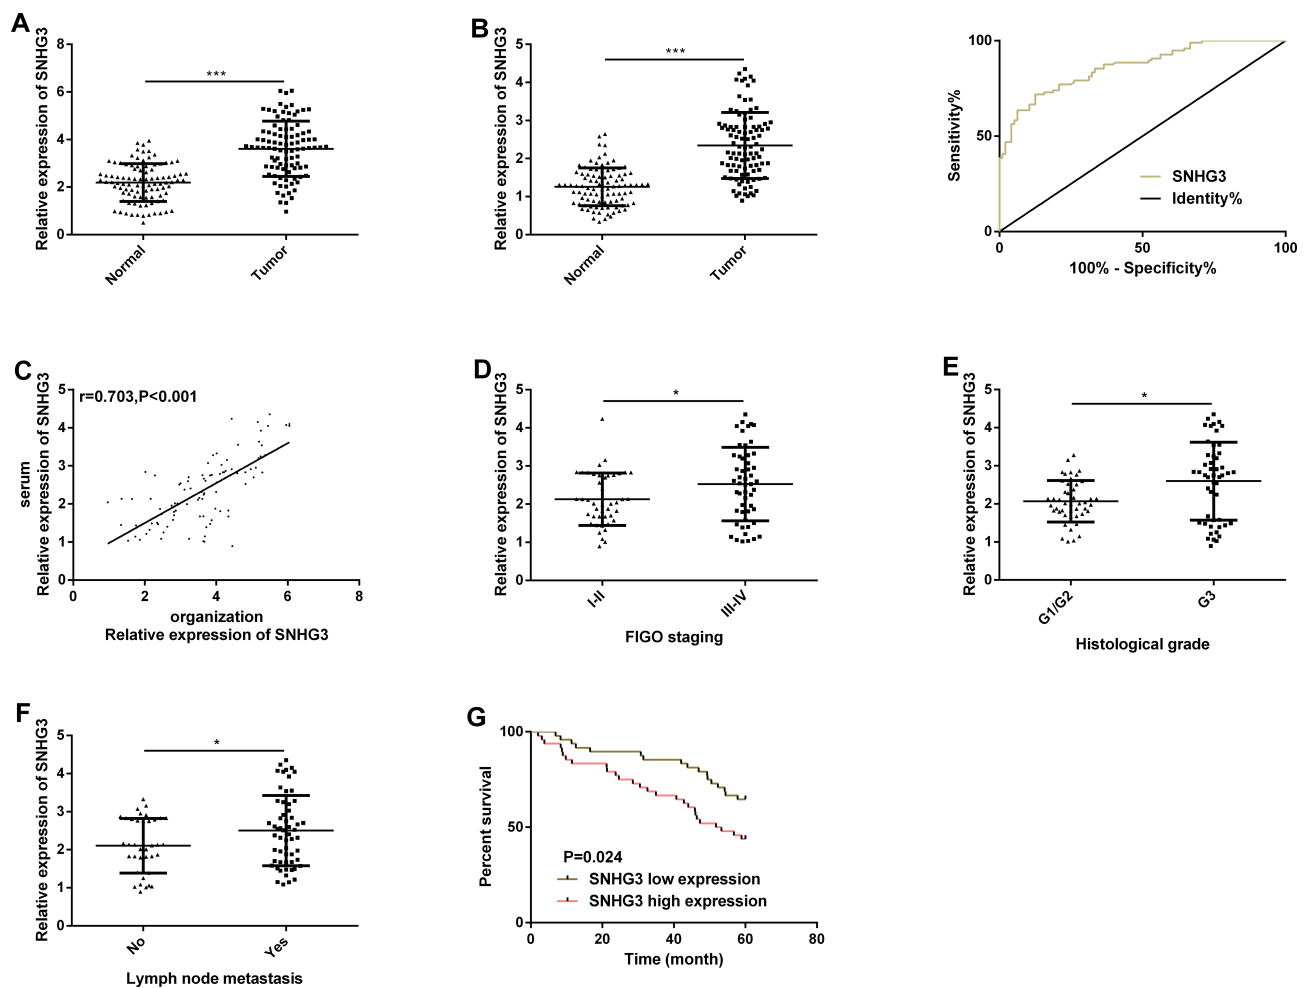 A
Relative expression of SNHG3
8
6
4
2
0
***
Normal
Tumor
B
Relative expression of SNHG3
5
4
3
2
1
0
***
Normal
Tumor
Sensitivity%
100
50
0
SNHG3
Identity%
0
50
100
100% - Specificity%
C
serum
Relative expression of SNHG3
5
4
3
2
1
0
r=0.703,P<0.001
0
2
4
6
8
organization
Relative expression of SNHG3
D
Relative expression of SNHG3
5
4
3
2
1
0
*
I-II
III-IV
FIGO staging
E
Relative expression of SNHG3
5
4
3
2
1
0
*
G1/G2
G3
Histological grade
F
Relative expression of SNHG3
5
4
3
2
1
0
*
No
Yes
Lymph node metastasis
G
Percent survival
100
50
0
P=0.024
SNHG3 low expression
SNHG3 high expression
0
20
40
60
80
Time (month)